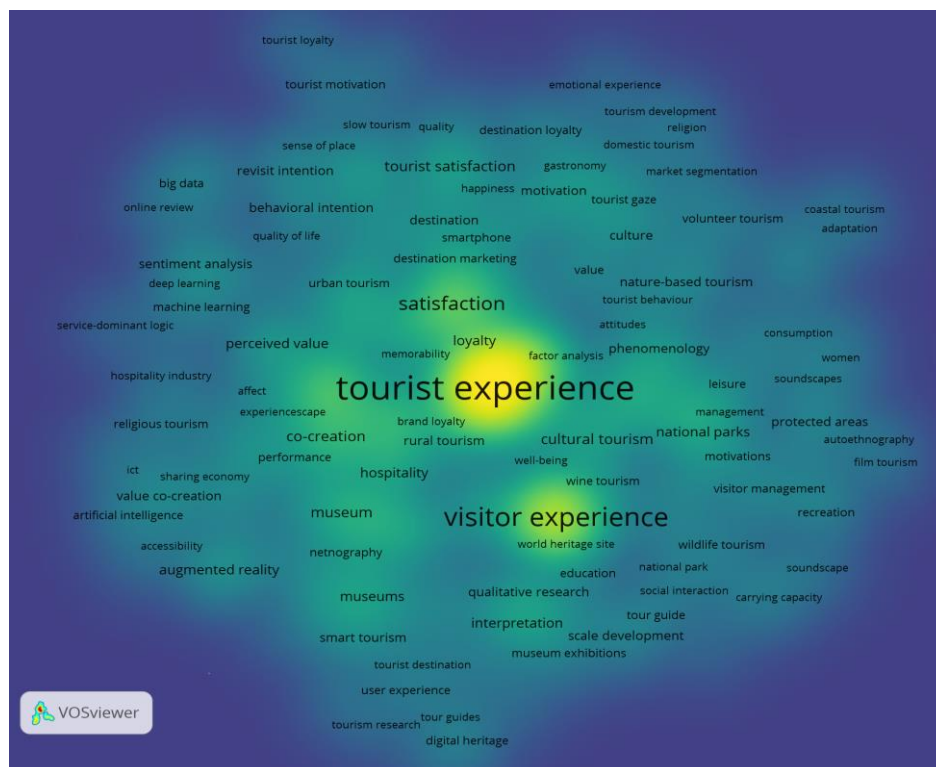 tourist loyalty
tourist motivation
emotional experience
tourism development
slow tourism
quality
destination loyalty
religion
sense of place
domestic tourism
revisit intention
tourist satisfaction
gastronomy
market segmentation
big data
happiness
motivation
tourist gaze
online review
behavioral intention
destination
volunteer tourism
coastal tourism
adaptation
quality of life
smartphone
culture
sentiment analysis
destination marketing
value
deep learning
urban tourism
nature-based tourism
machine learning
satisfaction
tourist behaviour
service-dominant logic
attitudes
consumption
perceived value
loyalty
memorability
factor analysis
phenomenology
women
hospitality industry
affect
tourist experience
leisure
soundscapes
experiencescape
management
religious tourism
brand loyalty
protected areas
co-creation
rural tourism
cultural tourism
national parks
autoethnography
performance
well-being
motivations
film tourism
ict
sharing economy
hospitality
wine tourism
value co-creation
visitor management
artificial intelligence
museum
visitor experience
recreation
accessibility
netnography
world heritage site
wildlife tourism
augmented reality
education
national park
soundscape
museums
qualitative research
social interaction
carrying capacity
interpretation
tour guide
smart tourism
scale development
museum exhibitions
tourist destination
user experience
tourism research
tour guides
digital heritage
VOSviewer